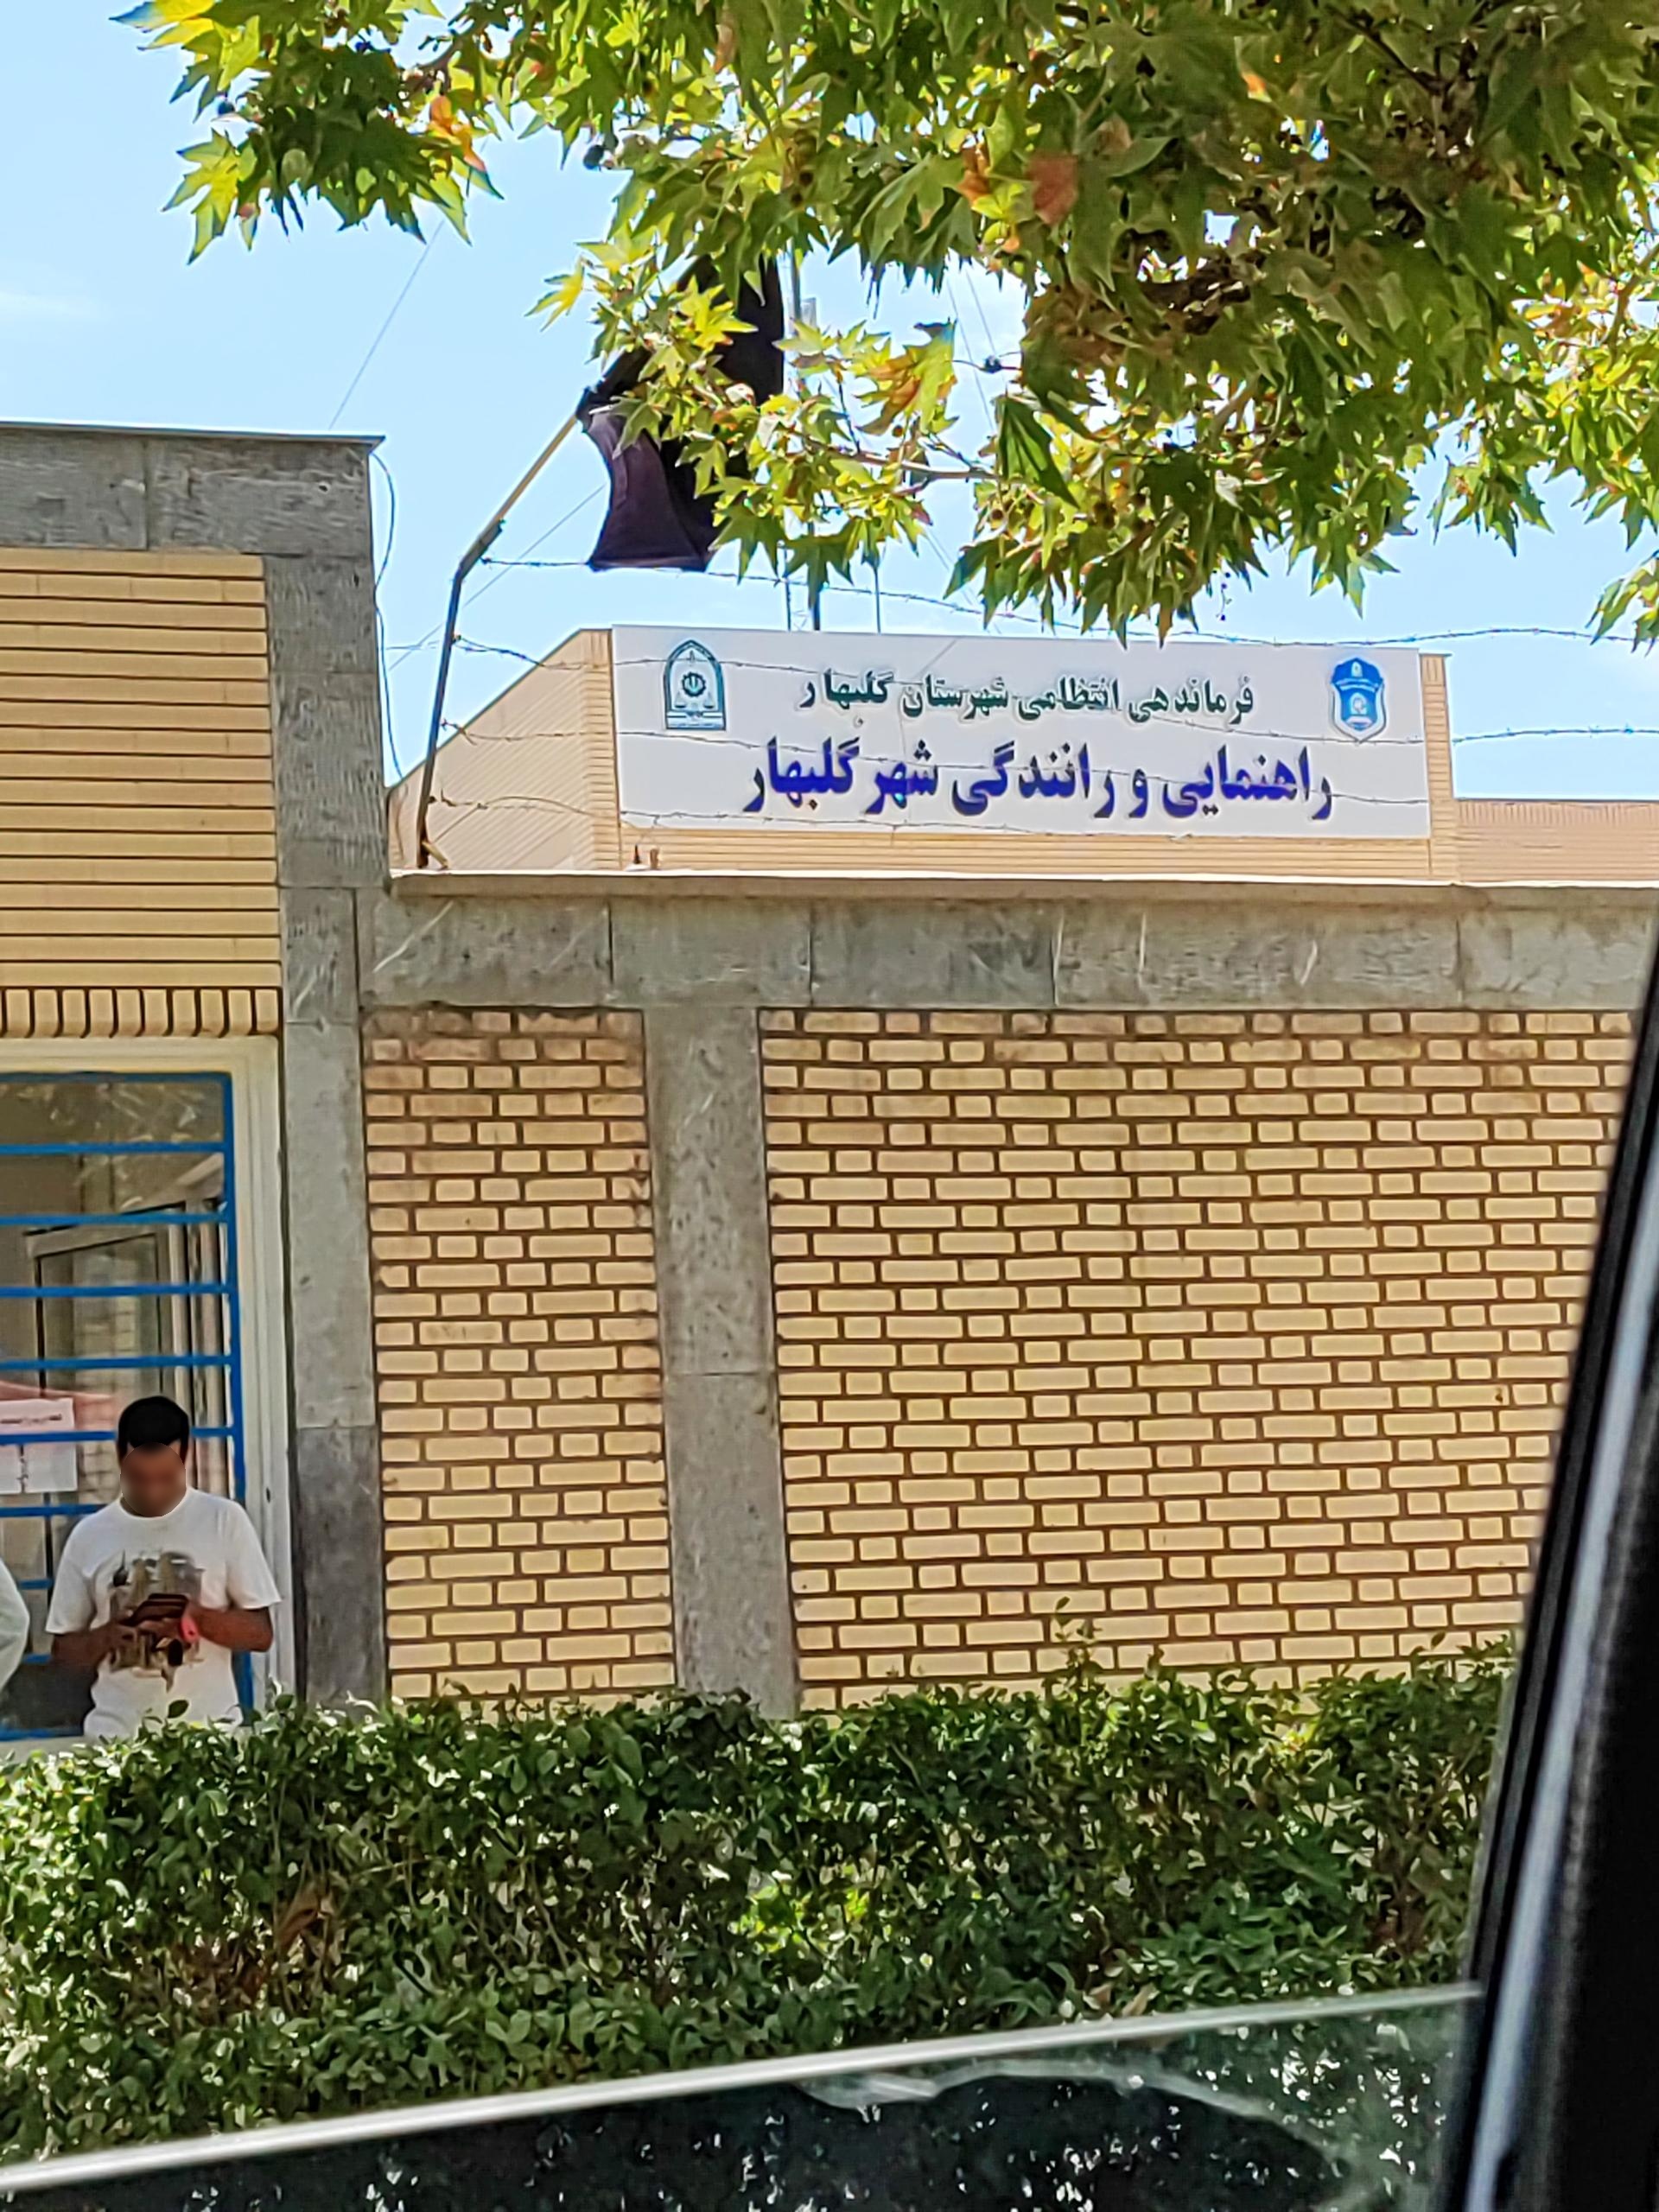 فرماندهی انتظامی شهرستان گلبهار
راهنمایی و رانندگی شهر گلبهار